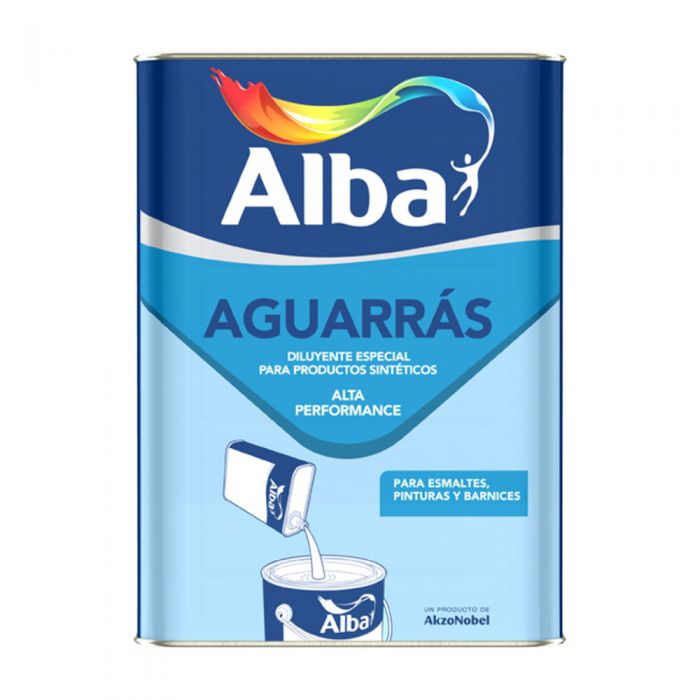 Alba
AGUARRÁS
DILUYENTE ESPECIAL
PARA PRODUCTOS SINTÉTICOS
ALTA
PERFORMANCE
PARA ESMALTES,
PINTURAS Y BARNICES
Alba
Alba
UN PRODUCTO DE
AkzoNobel